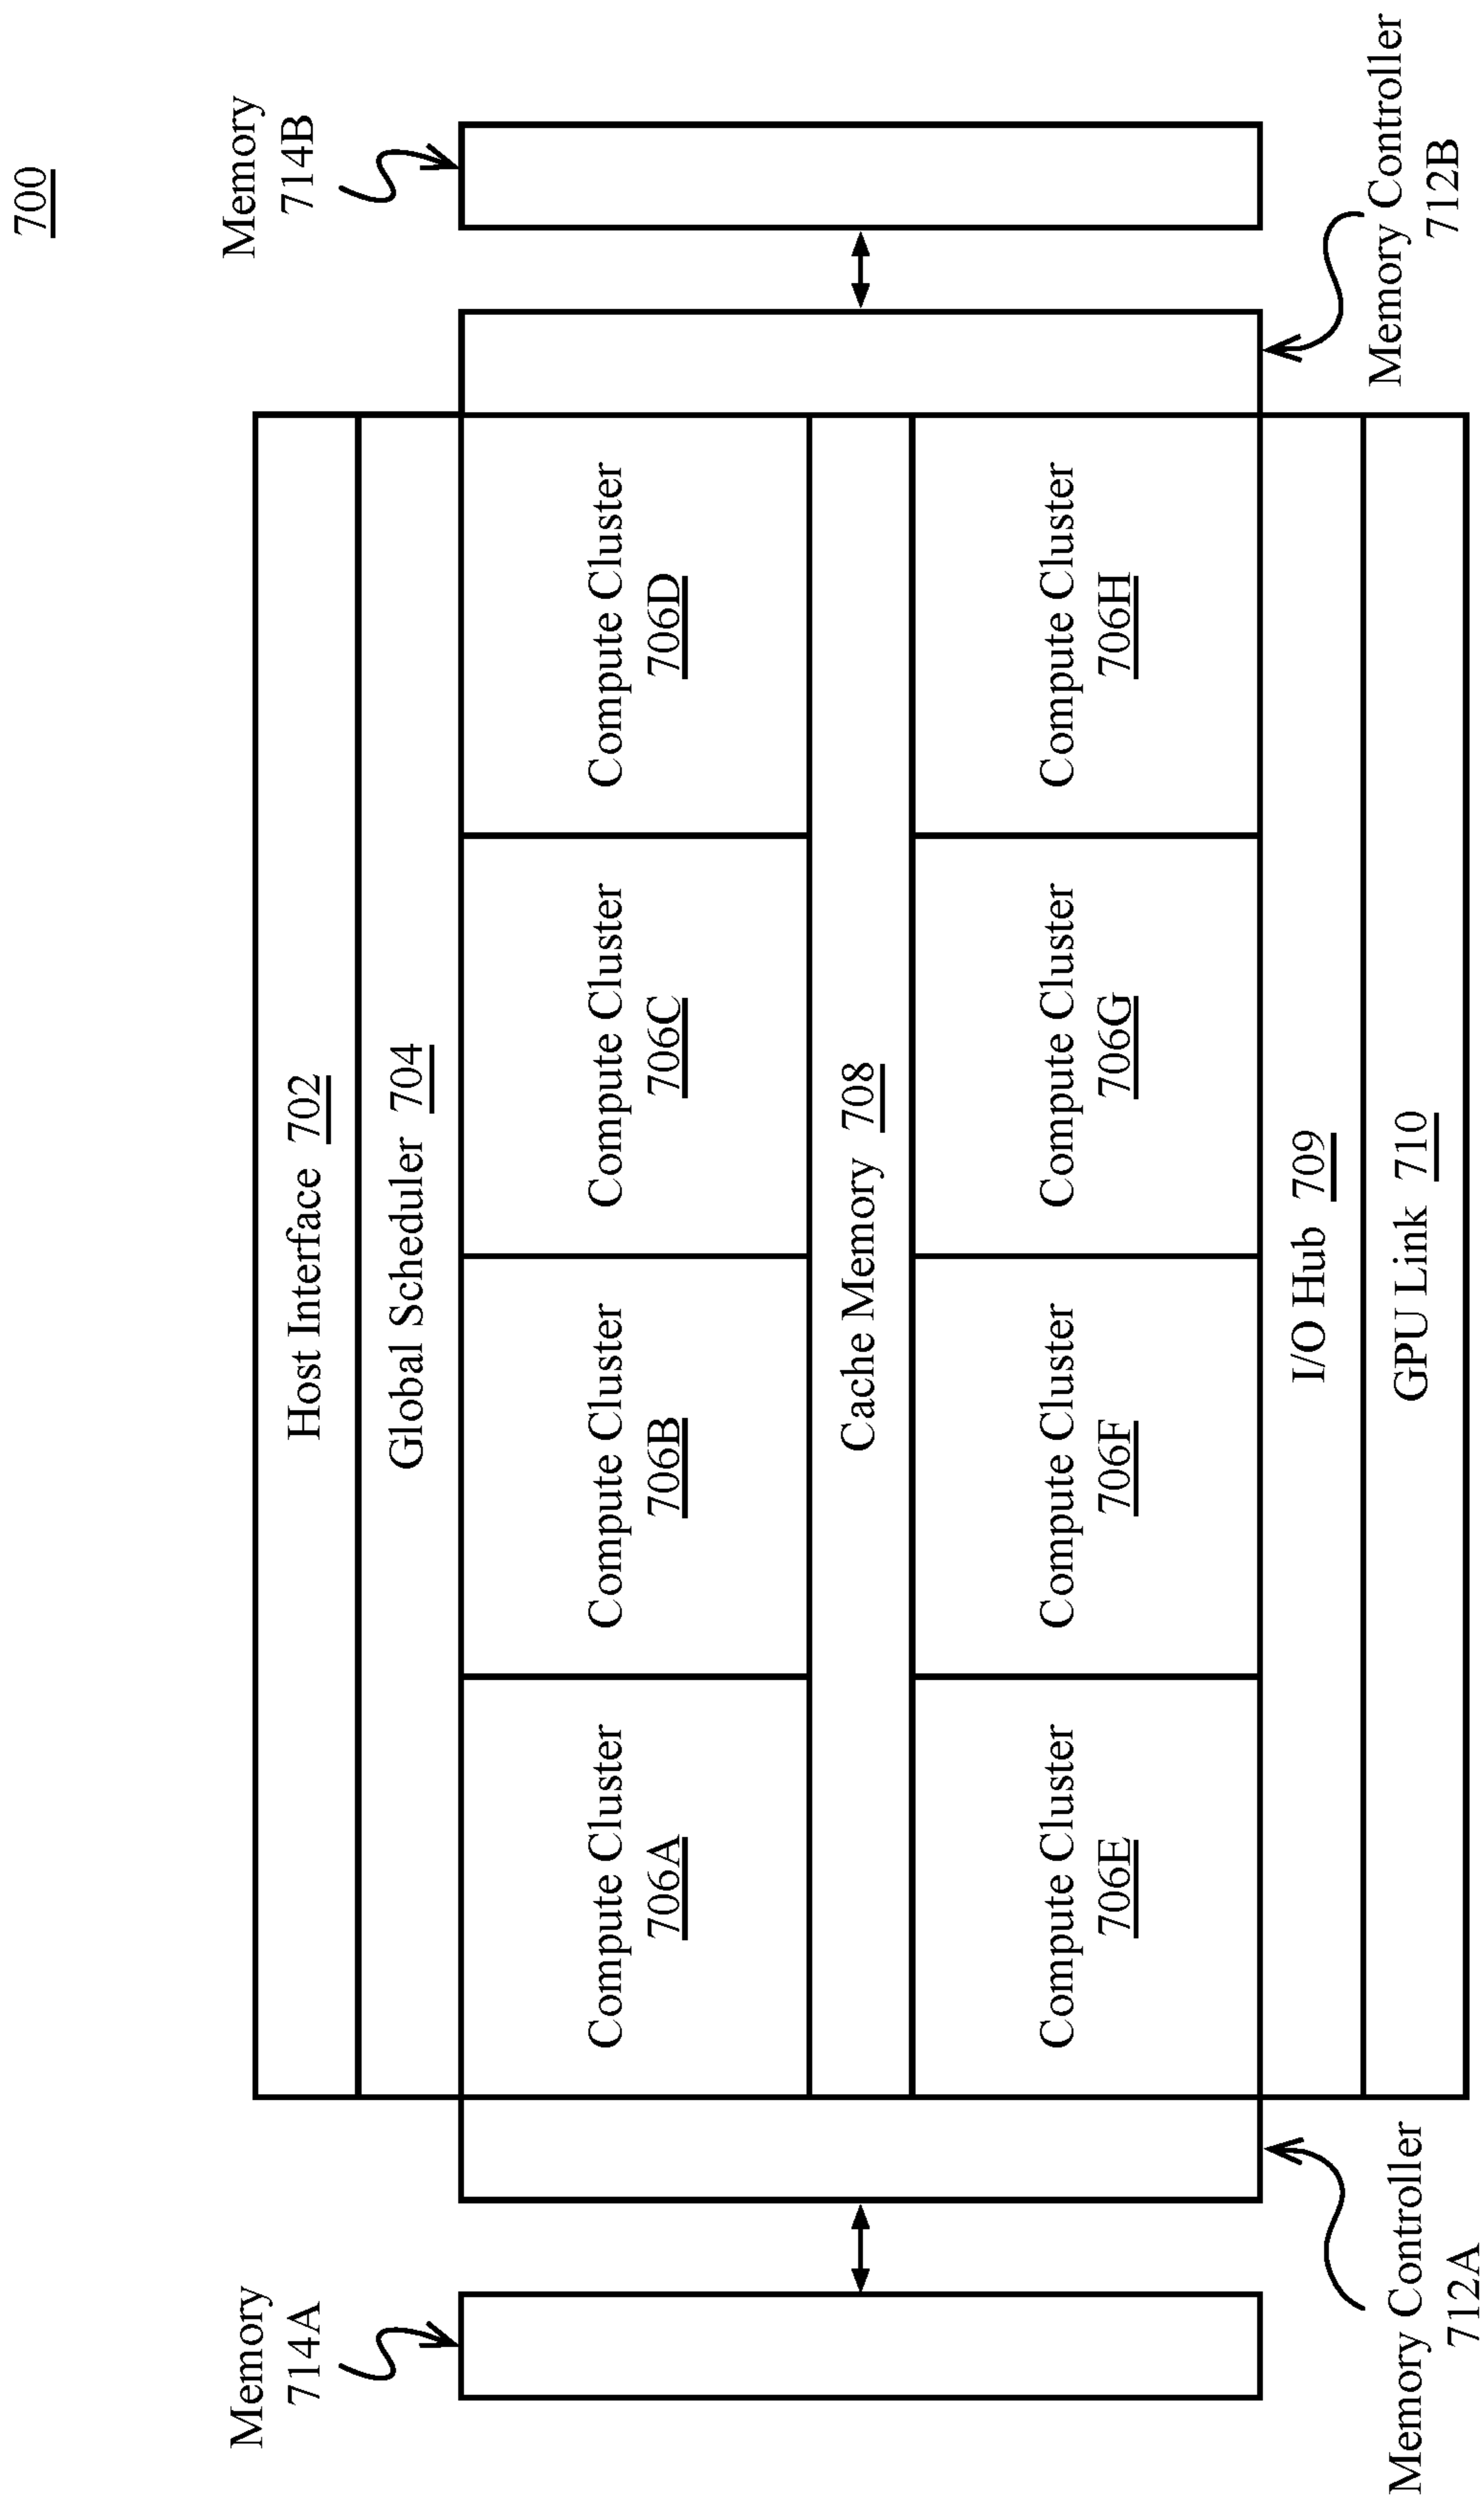 700
Memory
714A
Memory
714B
Host Interface 702
Global Scheduler 704
Compute Cluster
706A
Compute Cluster
706B
Compute Cluster
706C
Compute Cluster
706D
Cache Memory 708
Compute Cluster
706E
Compute Cluster
706F
Compute Cluster
706G
Compute Cluster
706H
I/O Hub 709
GPU Link 710
Memory Controller
712A
Memory Controller
712B